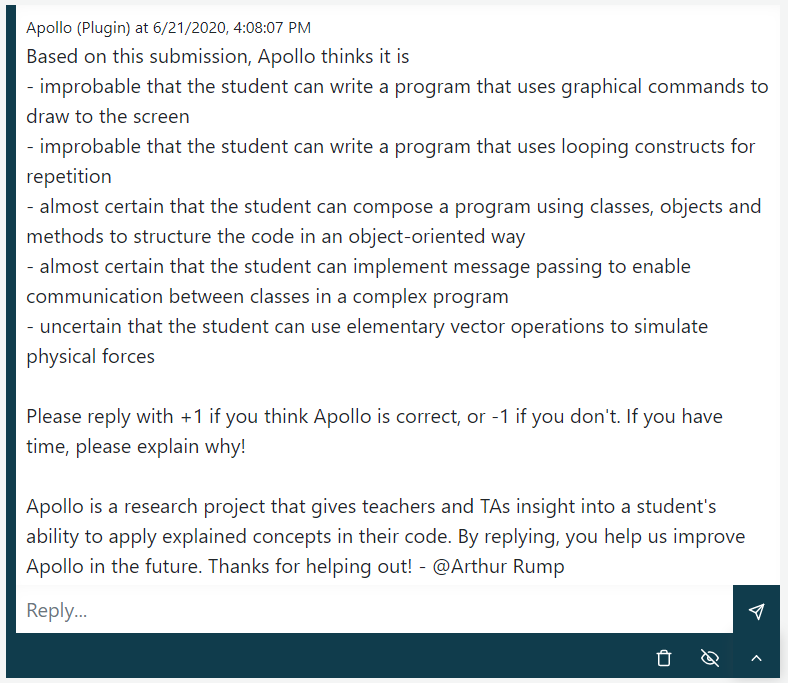 Apollo (Plugin) at 6/21/2020, 4:08:07 PM
Based on this submission, Apollo thinks it is
- improbable that the student can write a program that uses graphical commands to
draw to the screen
- improbable that the student can write a program that uses looping constructs for
repetition
- almost certain that the student can compose a program using classes, objects and
methods to structure the code in an object-oriented way
- almost certain that the student can implement message passing to enable
communication between classes in a complex program
- uncertain that the student can use elementary vector operations to simulate
physical forces
Please reply with +1 if you think Apollo is correct, or -1 if you don't. If you have
time, please explain why!
Apollo is a research project that gives teachers and TAs insight into a student's
ability to apply explained concepts in their code. By replying, you help us improve
Apollo in the future. Thanks for helping out! - @Arthur Rump
Reply...